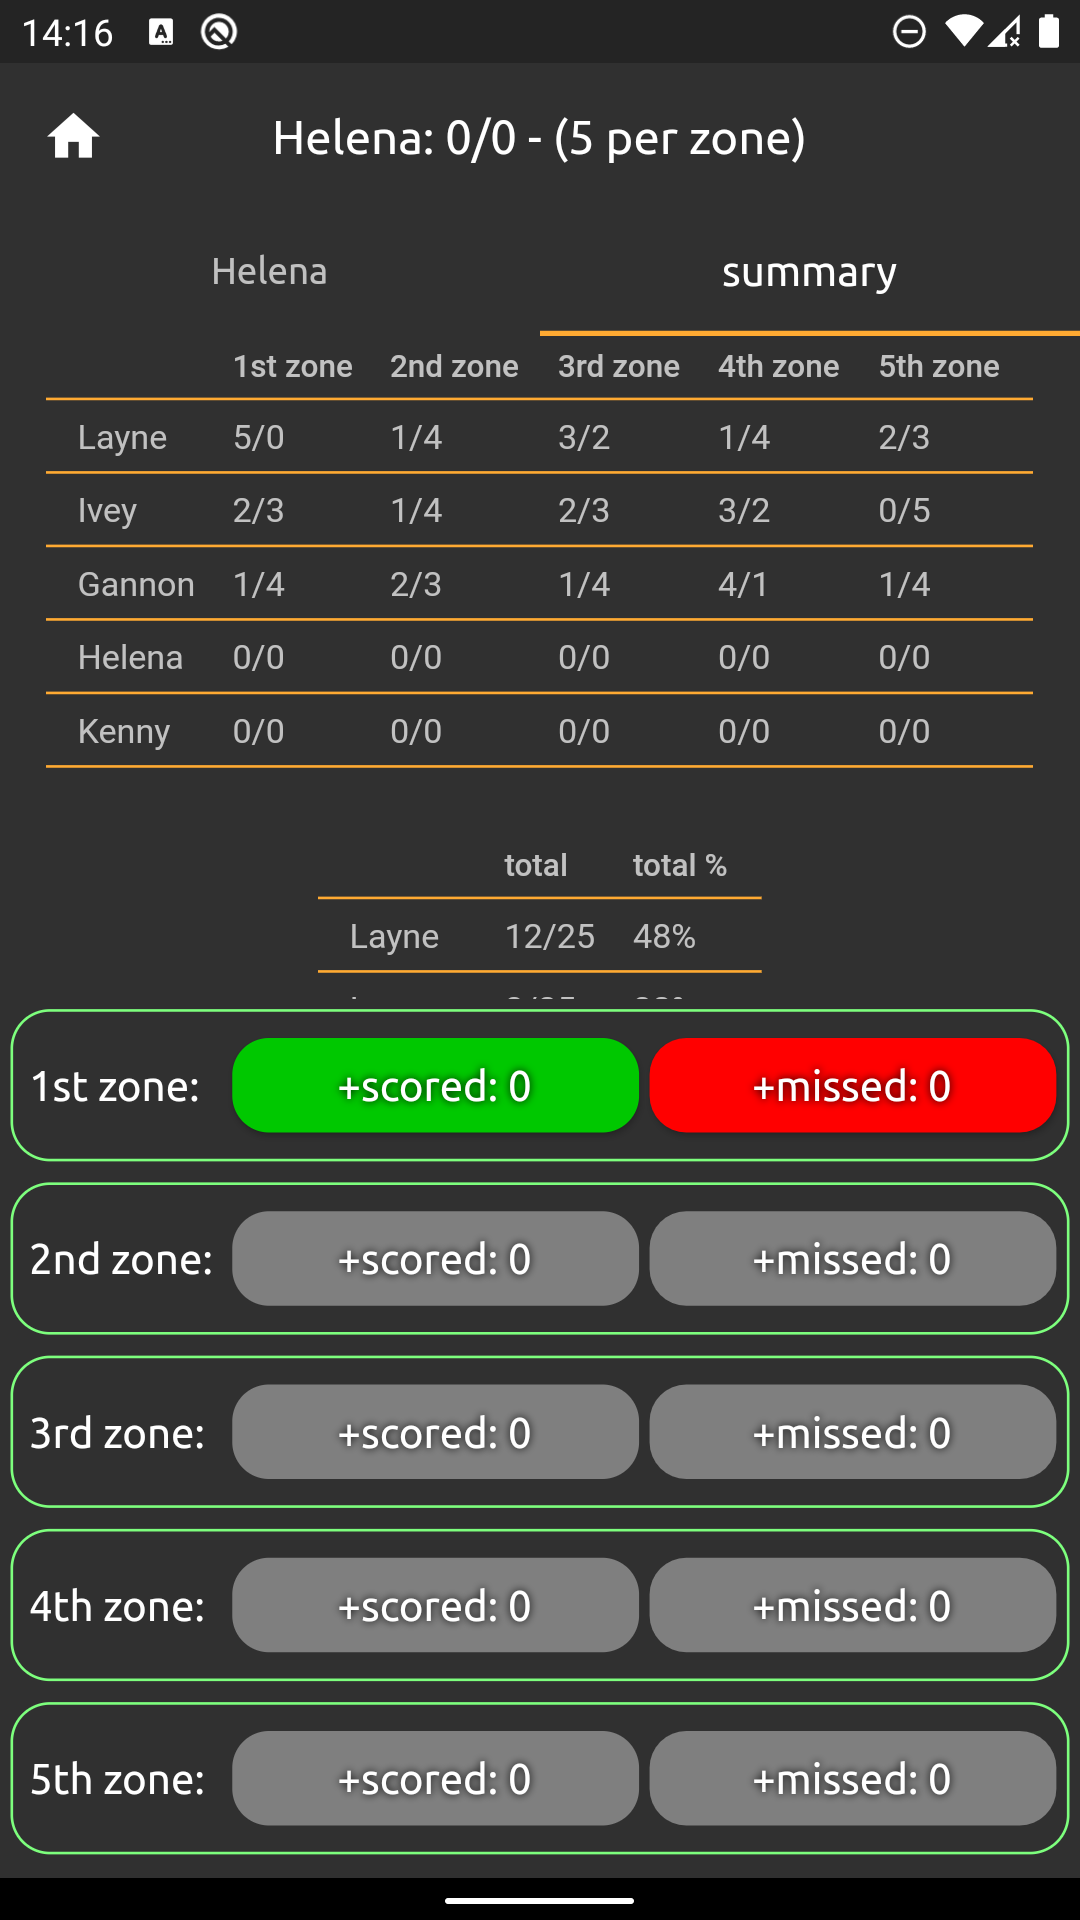 14:16
Helena: 0/0 - (5 per zone)
Helena summary
1st zone 2nd zone 3rd zone 4th zone 5th zone
Layne 5/0 1/4 3/2 1/4 2/3
Ivey 2/3 1/4 2/3 3/2 0/5
Gannon 1/4 2/3 1/4 4/1 1/4
Helena 0/0 0/0 0/0 0/0 0/0
Kenny 0/0 0/0 0/0 0/0 0/0
total total %
Layne 12/25 48%
1st zone: +scored: 0 +missed: 0
2nd zone: +scored: 0 +missed: 0
3rd zone: +scored: 0 +missed: 0
4th zone: +scored: 0 +missed: 0
5th zone: +scored: 0 +missed: 0